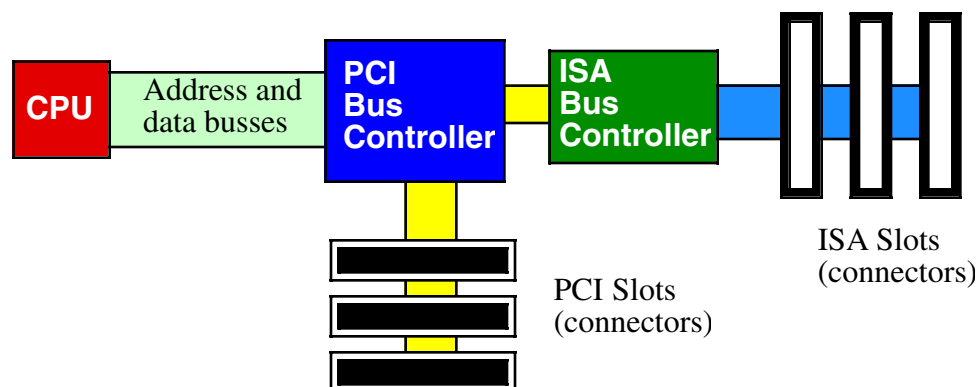 CPU
Address and
data busses
PCI
Bus
Controller
ISA
Bus
Controller
ISA Slots
(connectors)
PCI Slots
(connectors)